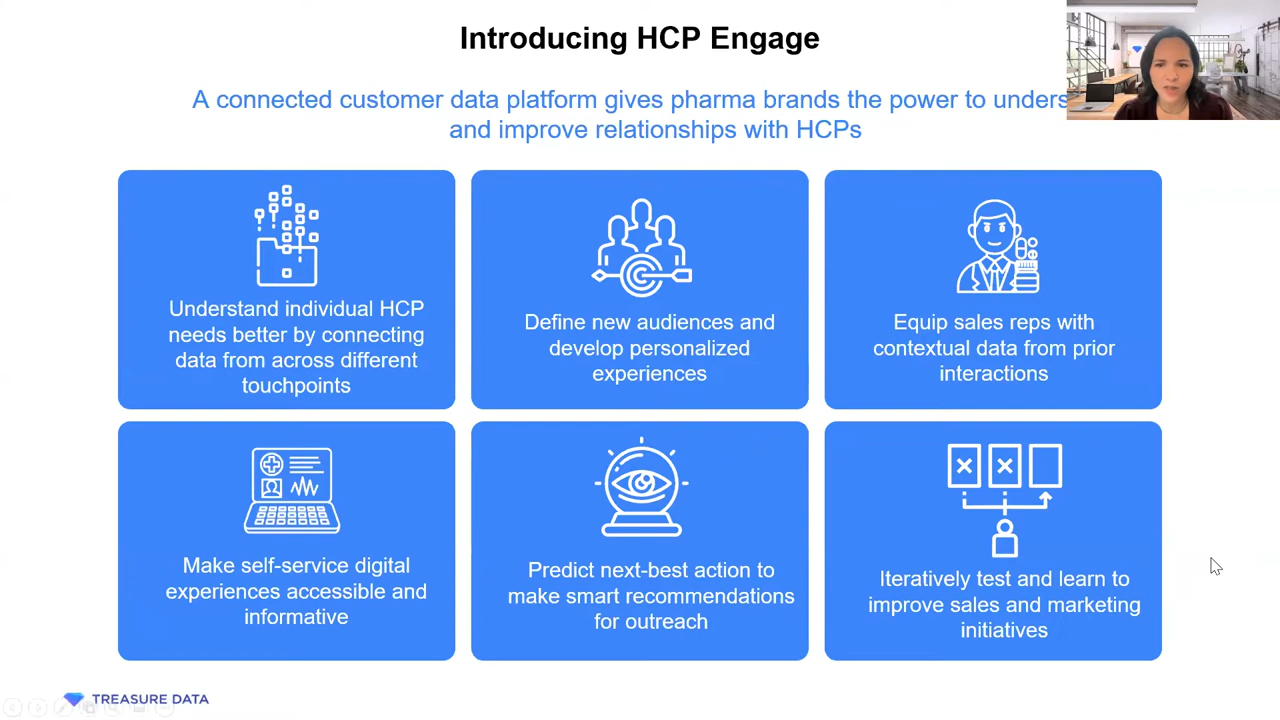 Introducing HCP Engage
A connected customer data platform gives pharma brands the power to
and improve relationships with HCPs
Understand individual HCP
needs better by connecting
data from across different
touchpoints
Define new audiences and
develop personalized
experiences
Equip sales reps with
contextual data from prior
interactions
Make self-service digital
experiences accessible and
informative
Predict next-best action to
make smart recommendations
for outreach
Iteratively test and learn to
improve sales and marketing
initiatives
TREASURE DATA